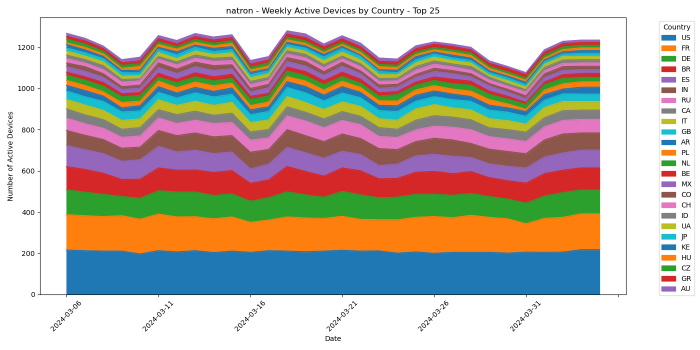 natron - Weekly Active Devices by Country - Top 25
Number of Active Devices
1200
1000
800
600
400
200
0
2024-03-06
2024-03-11
2024-03-16
2024-03-21
2024-03-26
2024-03-31
Date
Country
US
FR
DE
BR
ES
IN
RU
CA
IT
GB
AR
PL
NL
BE
MX
CO
CH
ID
UA
JP
KE
HU
CZ
GR
AU